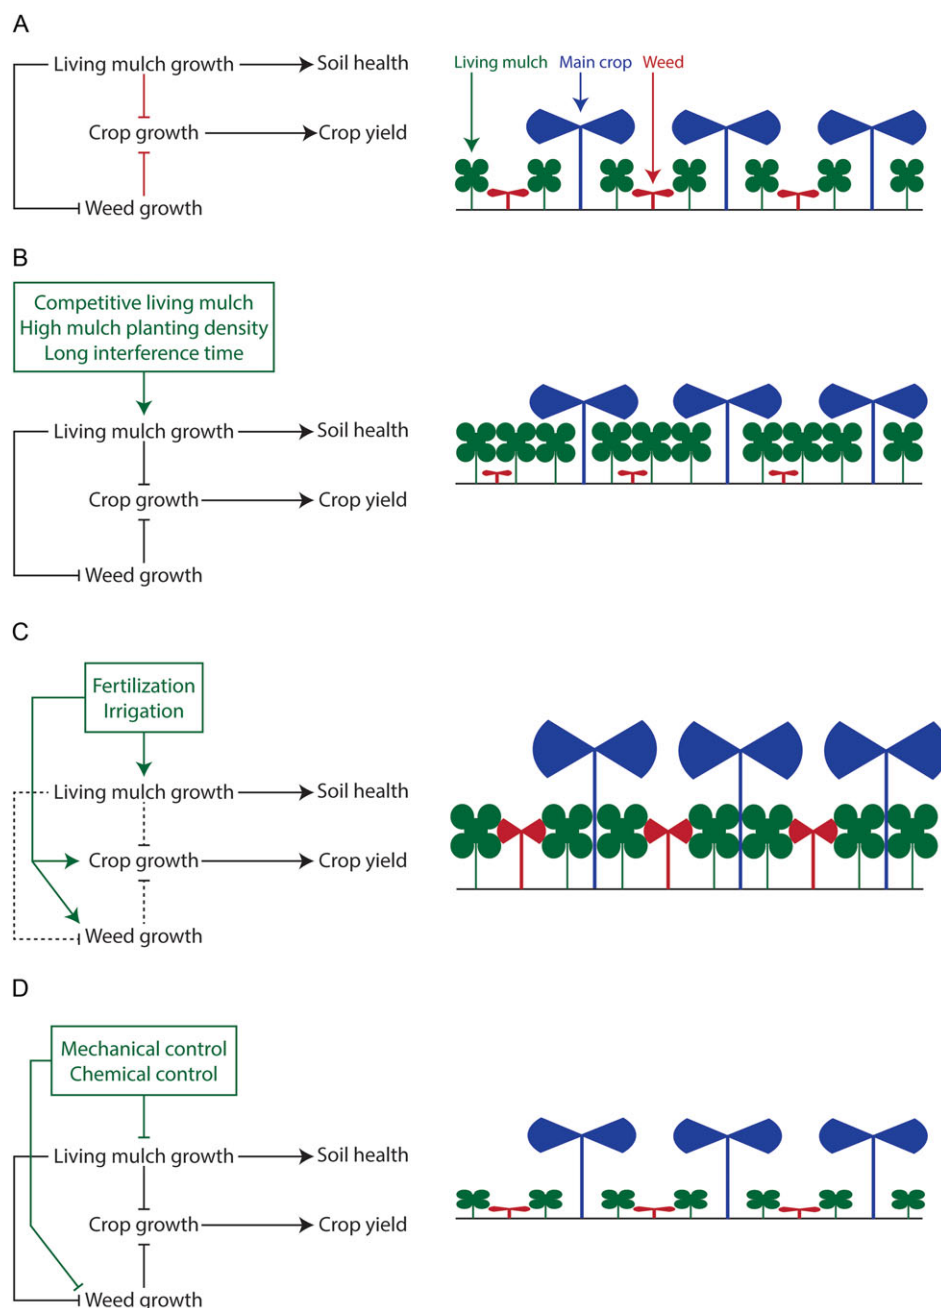 A
Living mulch growth
Soil health
Crop growth
Crop yield
Weed growth
Living mulch
Main crop
Weed
B
Competitive living mulch
High mulch planting density
Long interference time
Living mulch growth
Soil health
Crop growth
Crop yield
Weed growth
C
Fertilization
Irrigation
Living mulch growth
Soil health
Crop growth
Crop yield
Weed growth
D
Mechanical control
Chemical control
Living mulch growth
Soil health
Crop growth
Crop yield
Weed growth